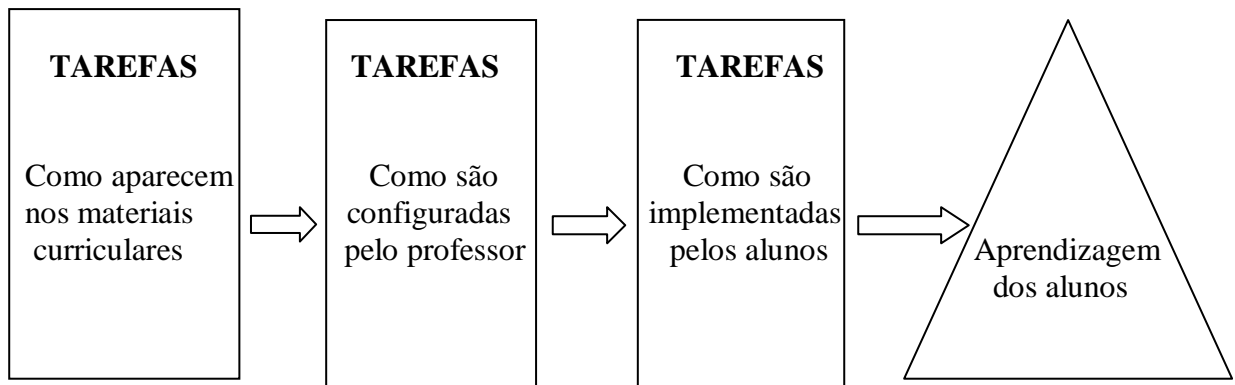 TAREFAS
Como aparecem
nos materiais
curriculares
TAREFAS
Como são
configuradas
pelo professor
TAREFAS
Como são
implementadas
pelos alunos
Aprendizagem
dos alunos